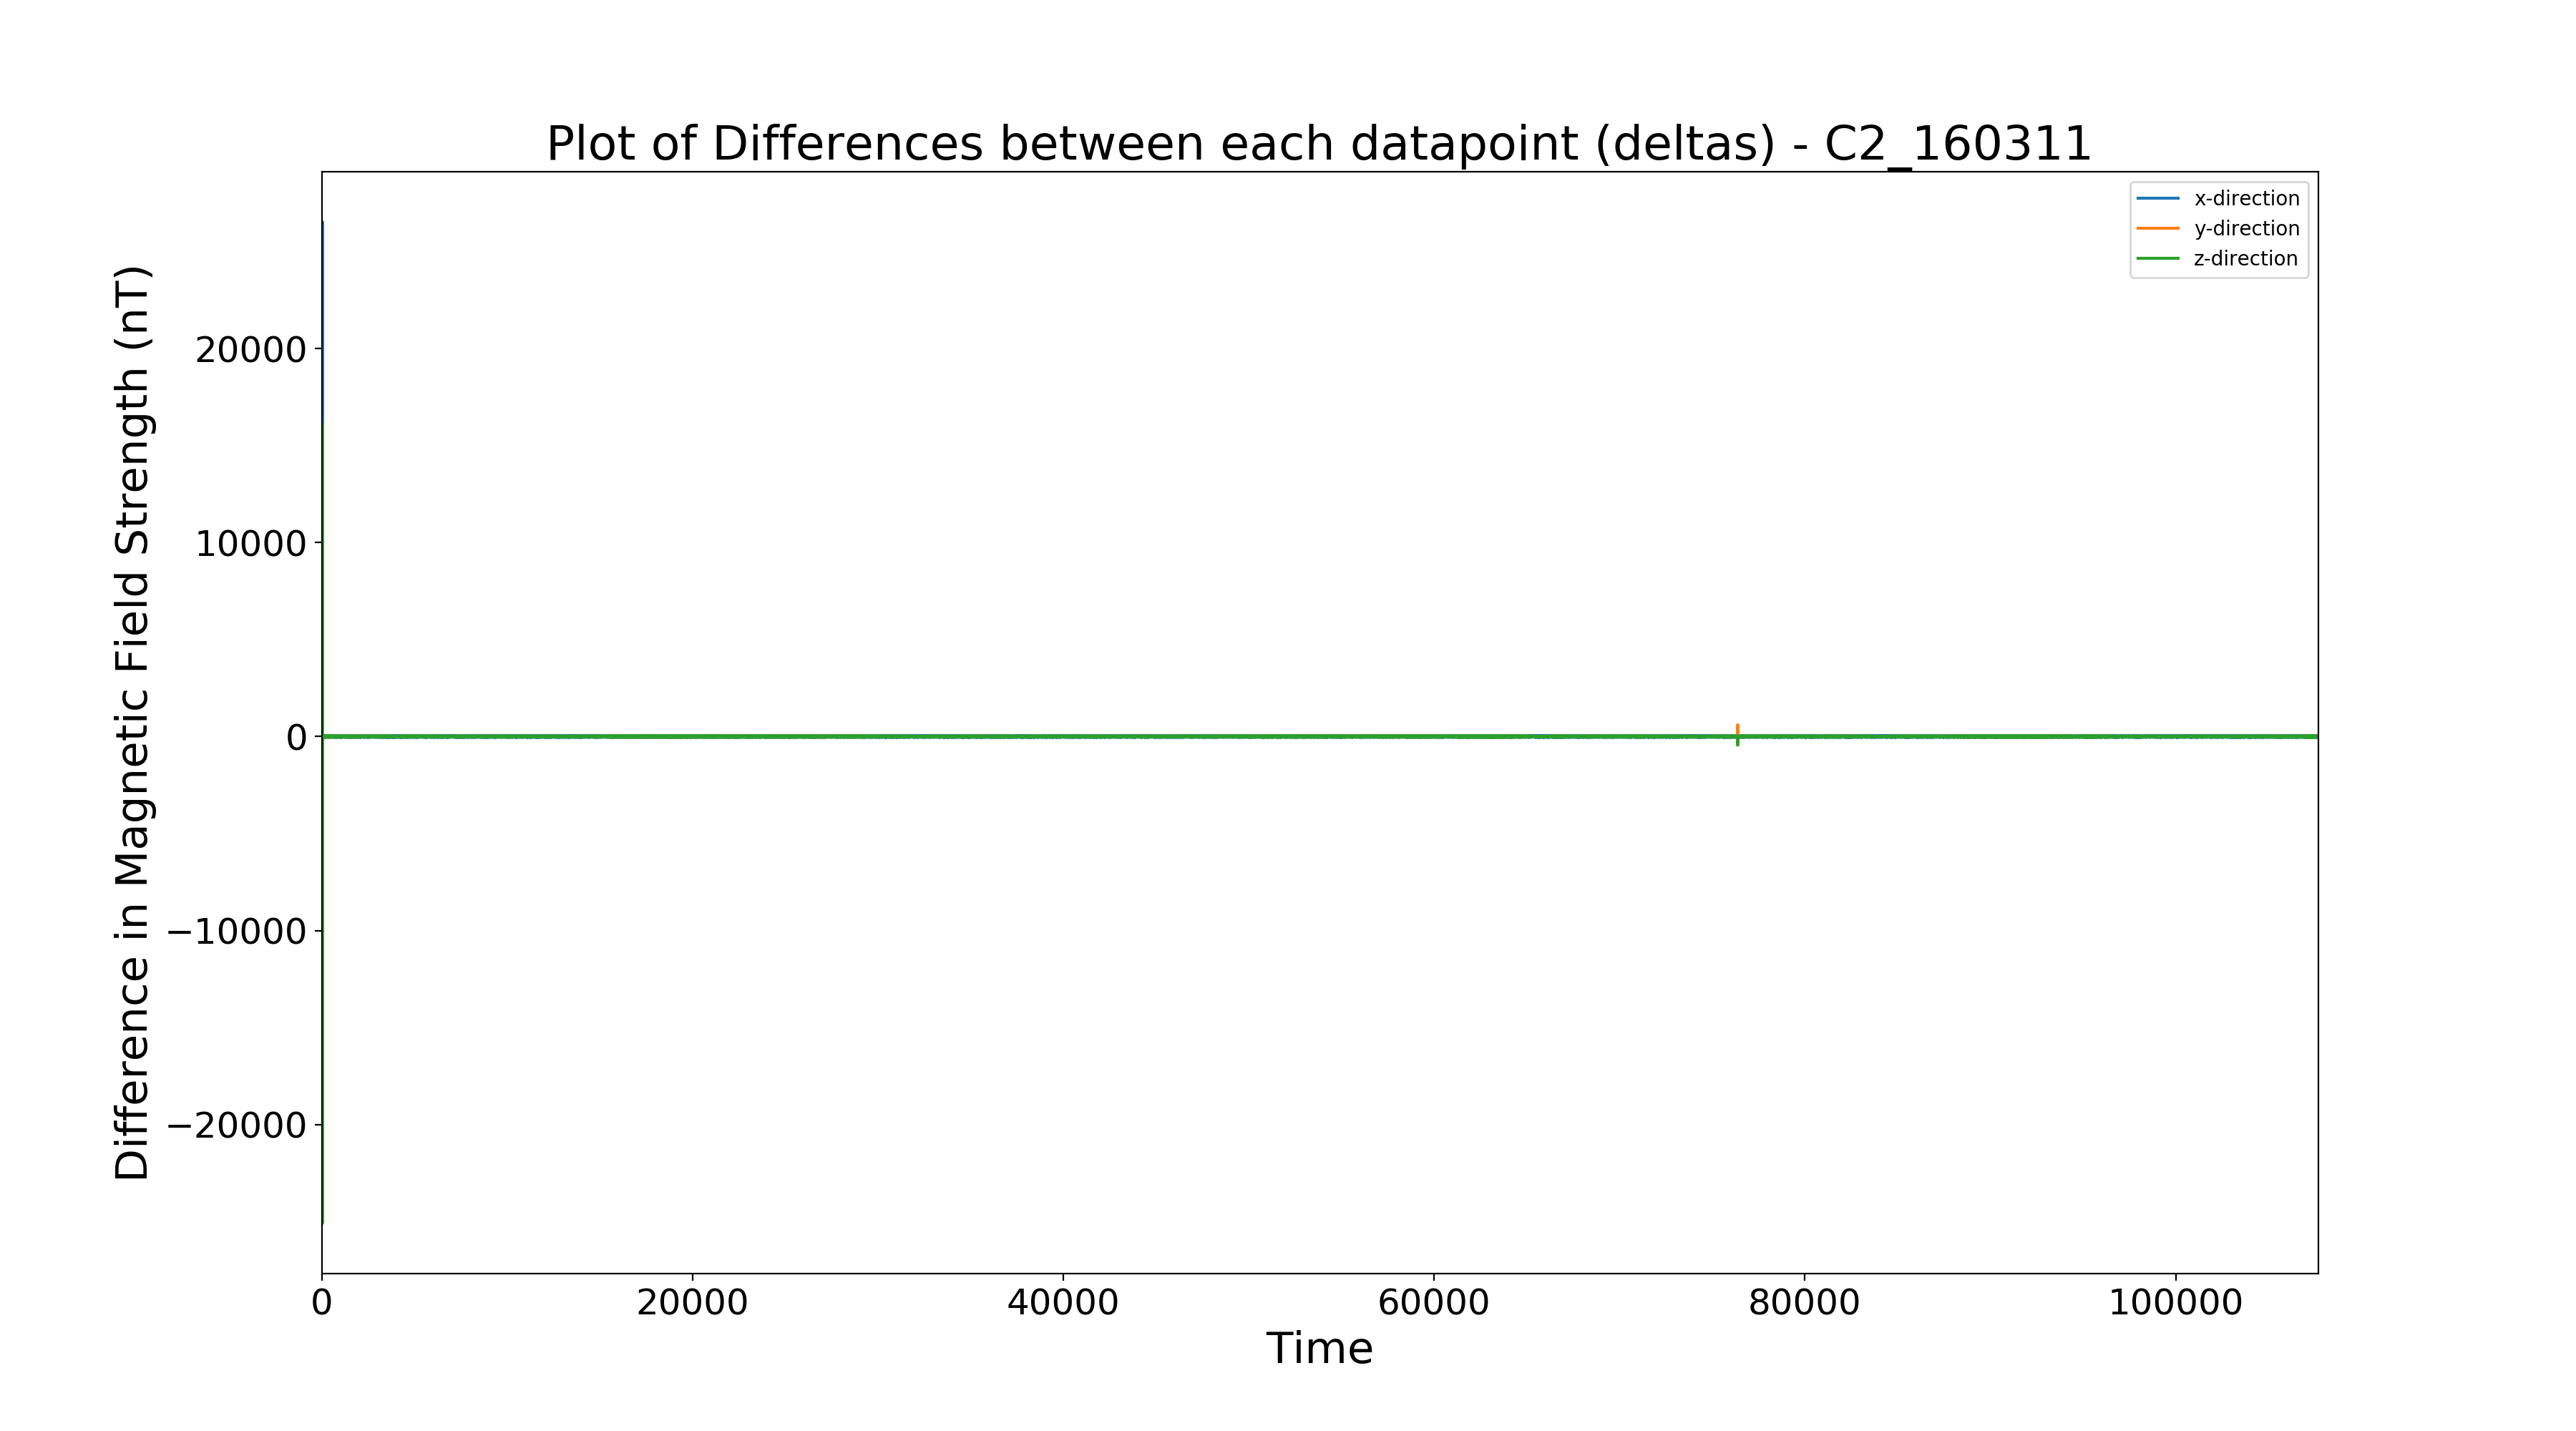 Plot of Differences between each datapoint (deltas) - C2_160311
x-direction
y-direction
z-direction
Difference in Magnetic Field Strength (nT)
20000
10000
0
−10000
−20000
0 20000 40000 60000 80000 100000
Time